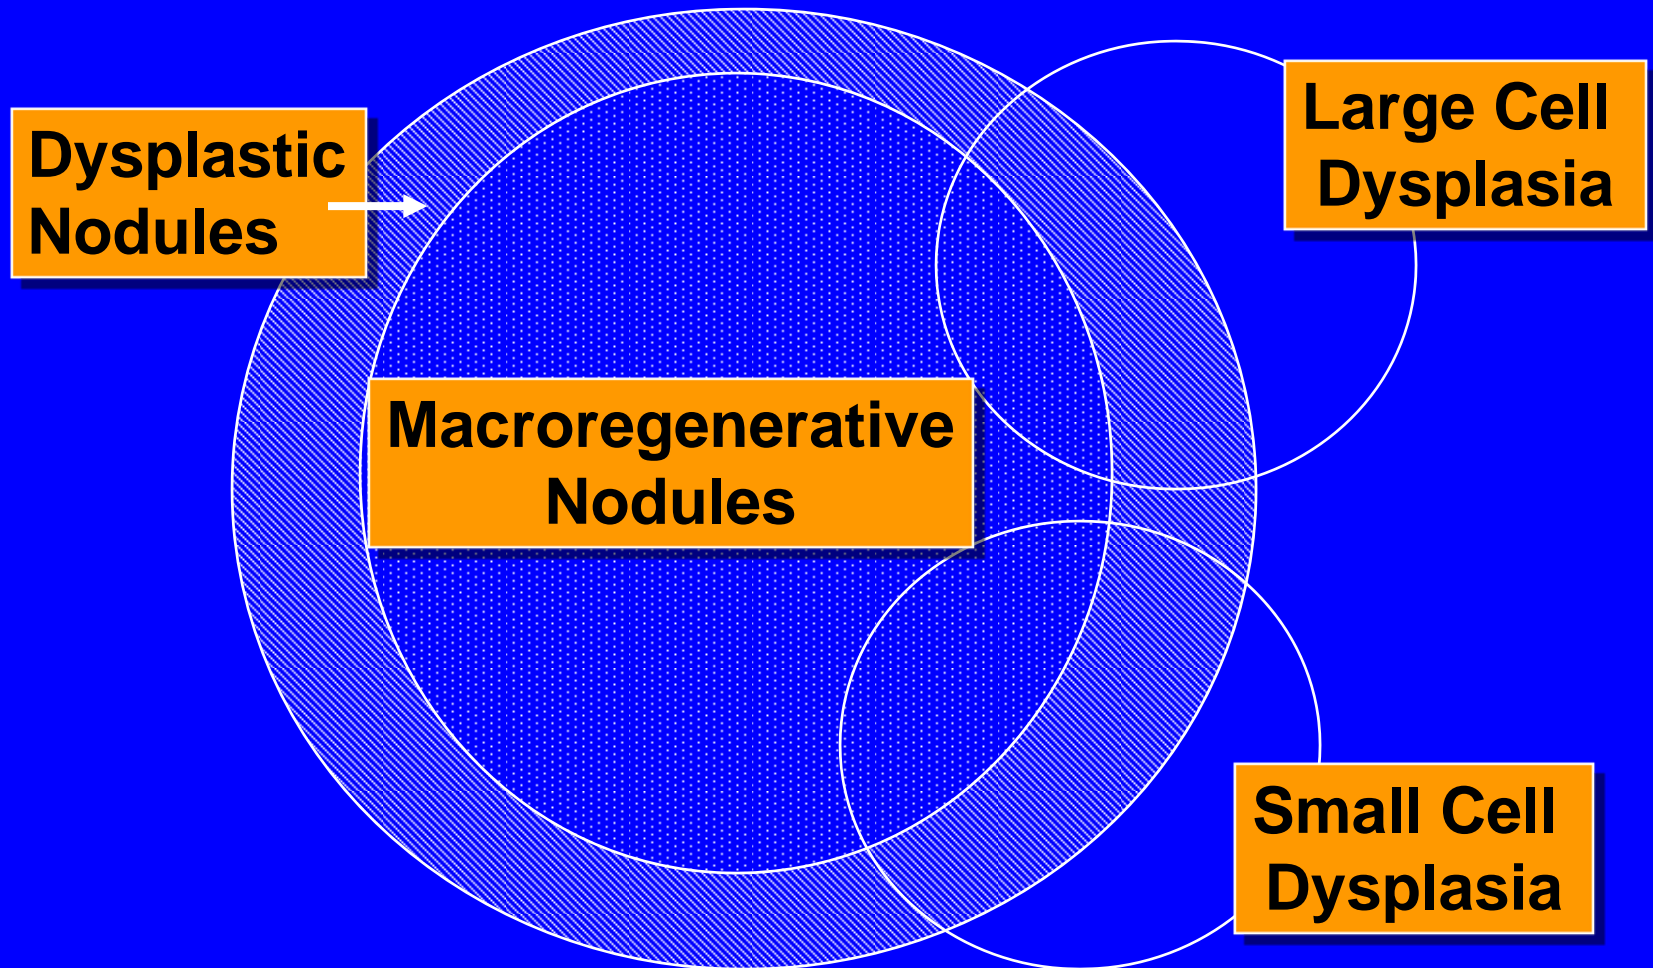 Dysplastic
Nodules
Large Cell
Dysplasia
Macroregenerative
Nodules
Small Cell
Dysplasia